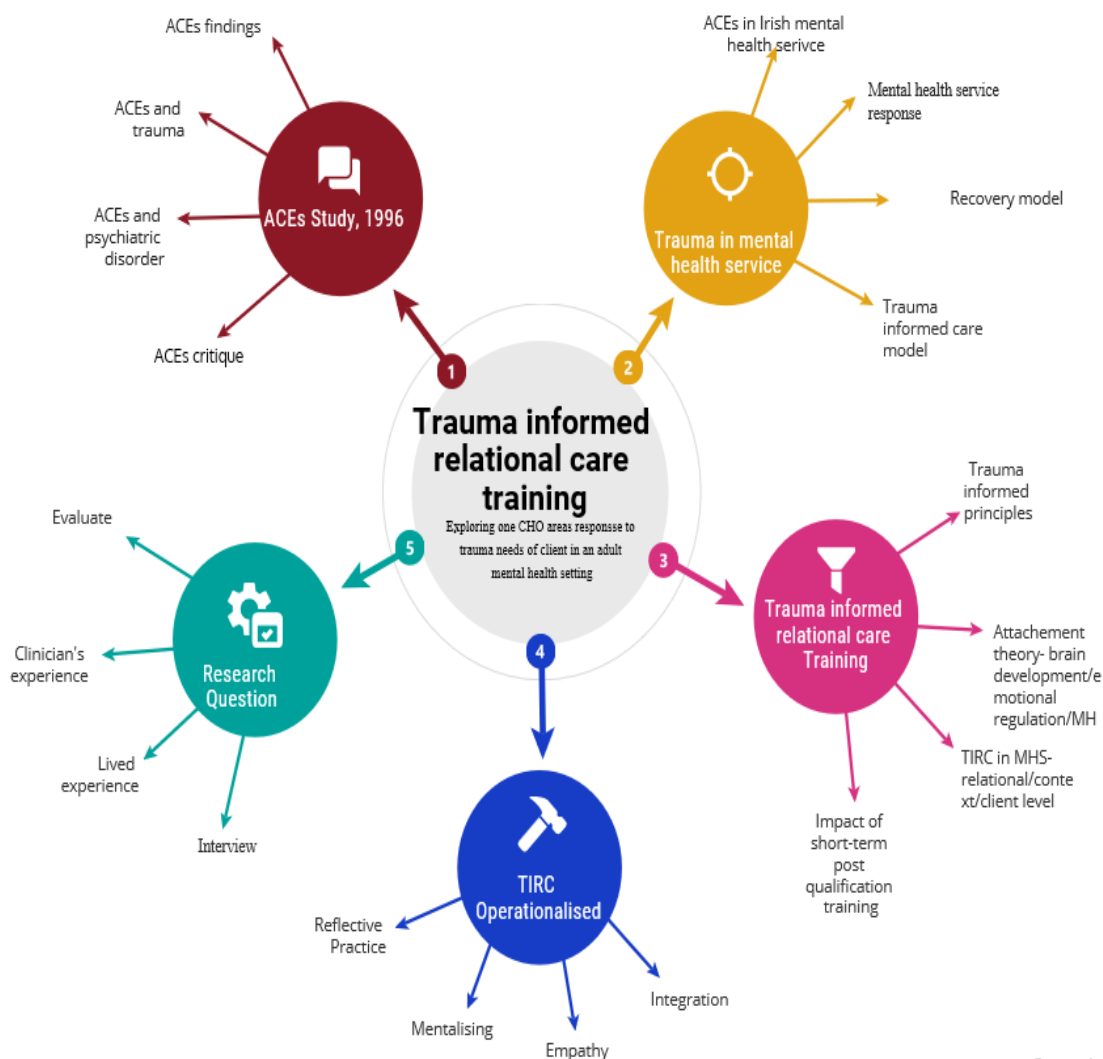 Trauma informed
relational care
training
Exploring one CHO areas responsse to
trauma needs of client in an adult
mental health setting
1
ACEs Study, 1996
ACEs findings
ACEs and
trauma
ACEs and
psychiatric
disorder
ACEs critique
2
Trauma in mental
health service
ACEs in Irish mental
health serivce
Mental health service
response
Recovery model
Trauma
informed care
model
3
Trauma informed
relational care
Training
Trauma
informed
principles
Attachement
theory- brain
development/e
motional
regulation/MH
TIRC in MHS-
relational/conte
xt/client level
Impact of
short-term
post
qualification
training
4
TIRC
Operationalised
Reflective
Practice
Mentalising
Empathy
Integration
5
Research
Question
Evaluate
Clinician's
experience
Lived
experience
Interview